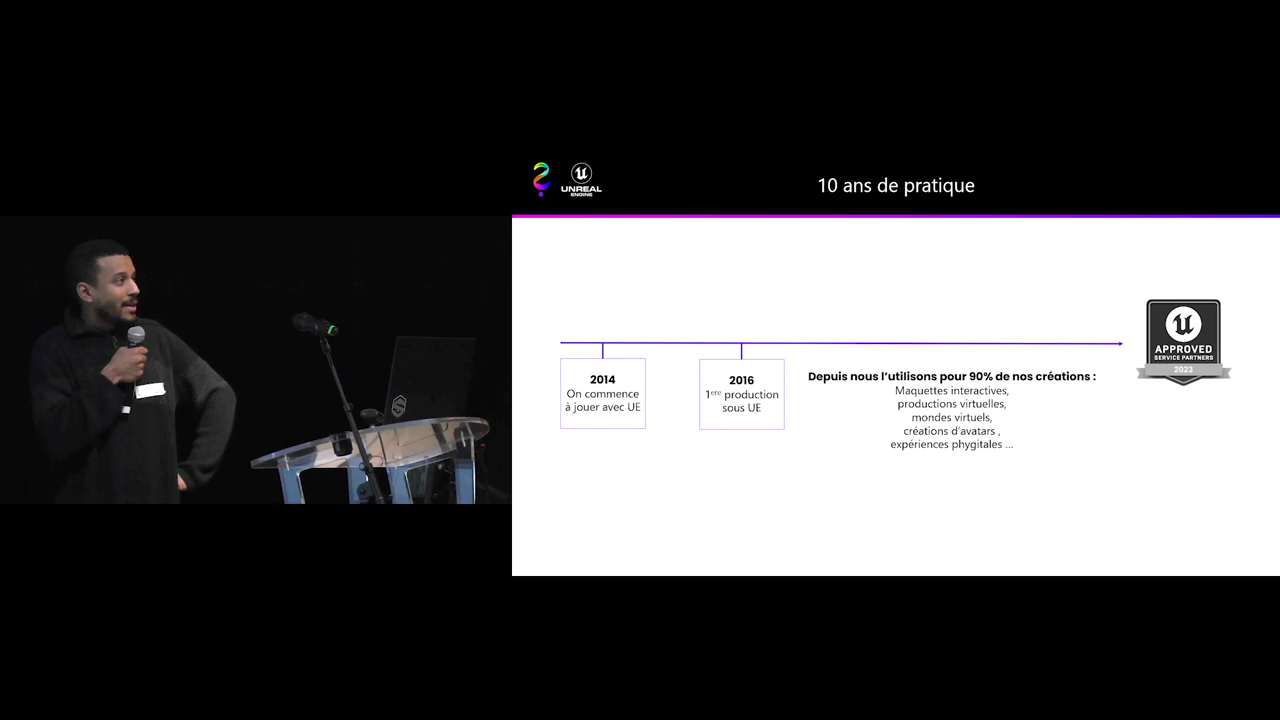 UNREAL
ENGINE
10 ans de pratique
2014
On commence
à jouer avec UE
2016
1ere production
sous UE
Depuis nous l'utilisons pour 90% de nos créations :
Maquettes interactives,
productions virtuelles,
mondes virtuels,
créations d'avatars ,
expériences phygitales ...
APPROVED
SERVICE PARTNERS
2023